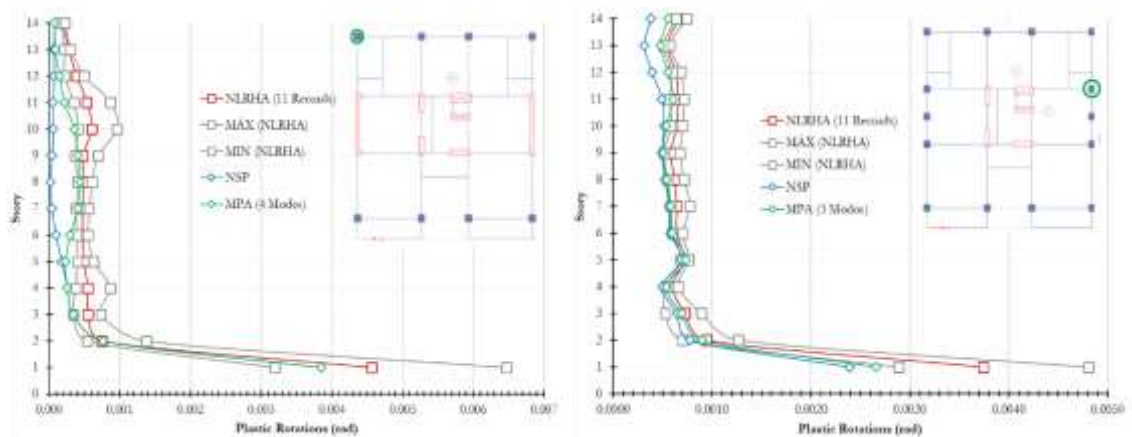 14
13
12
11
10
9
8
7
6
5
4
3
2
1
0
Story
NLRHA (11 Records)
MAX (NLRHA)
MIN (NLRHA)
NSP
MPA (4 Modes)
0.000 0.001 0.002 0.003 0.004 0.005 0.006 0.007
Plastic Rotations (rad)
14
13
12
11
10
9
8
7
6
5
4
3
2
1
0
Story
NLRHA (11 Records)
MAX (NLRHA)
MIN (NLRHA)
NSP
MPA (3 Modes)
0.0000 0.0010 0.0020 0.0030 0.0040 0.0050
Plastic Rotations (rad)